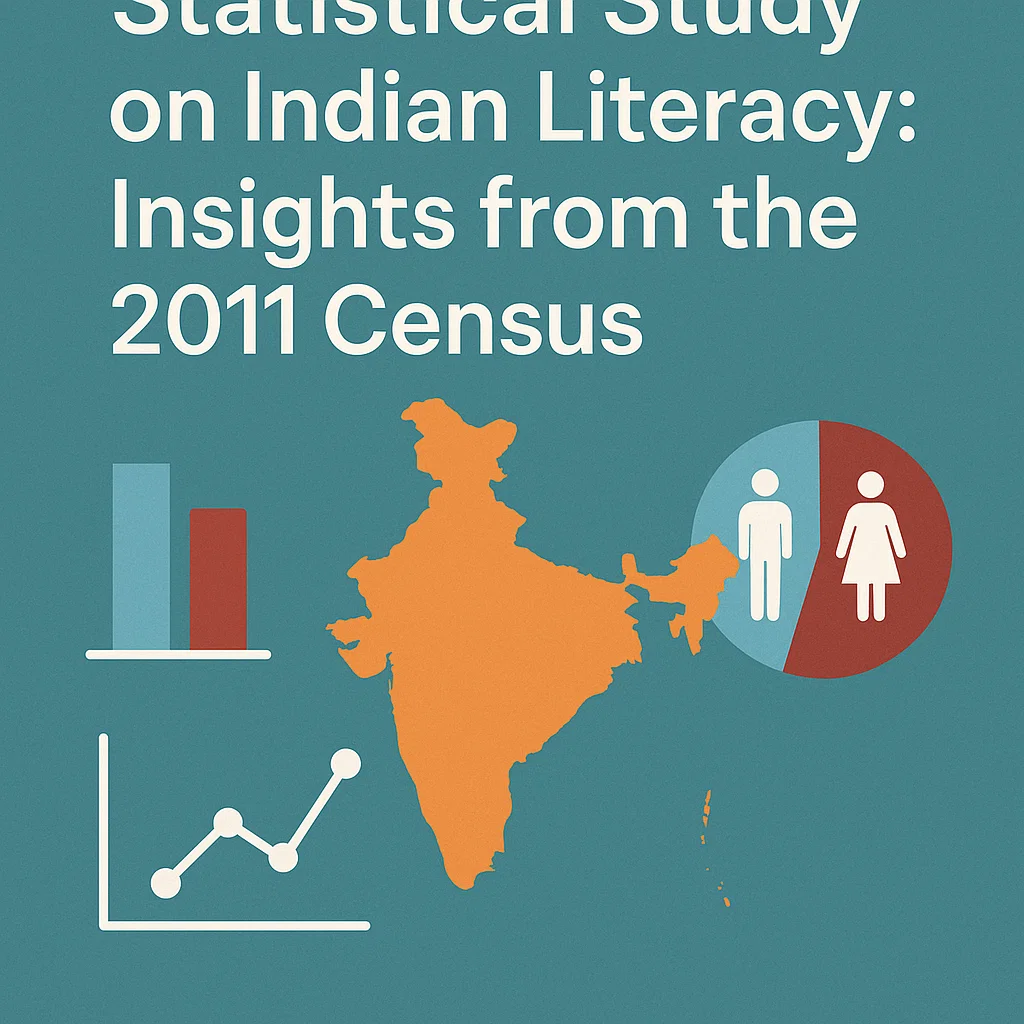 Statistical Study
on Indian Literacy:
Insights from the
2011 Census